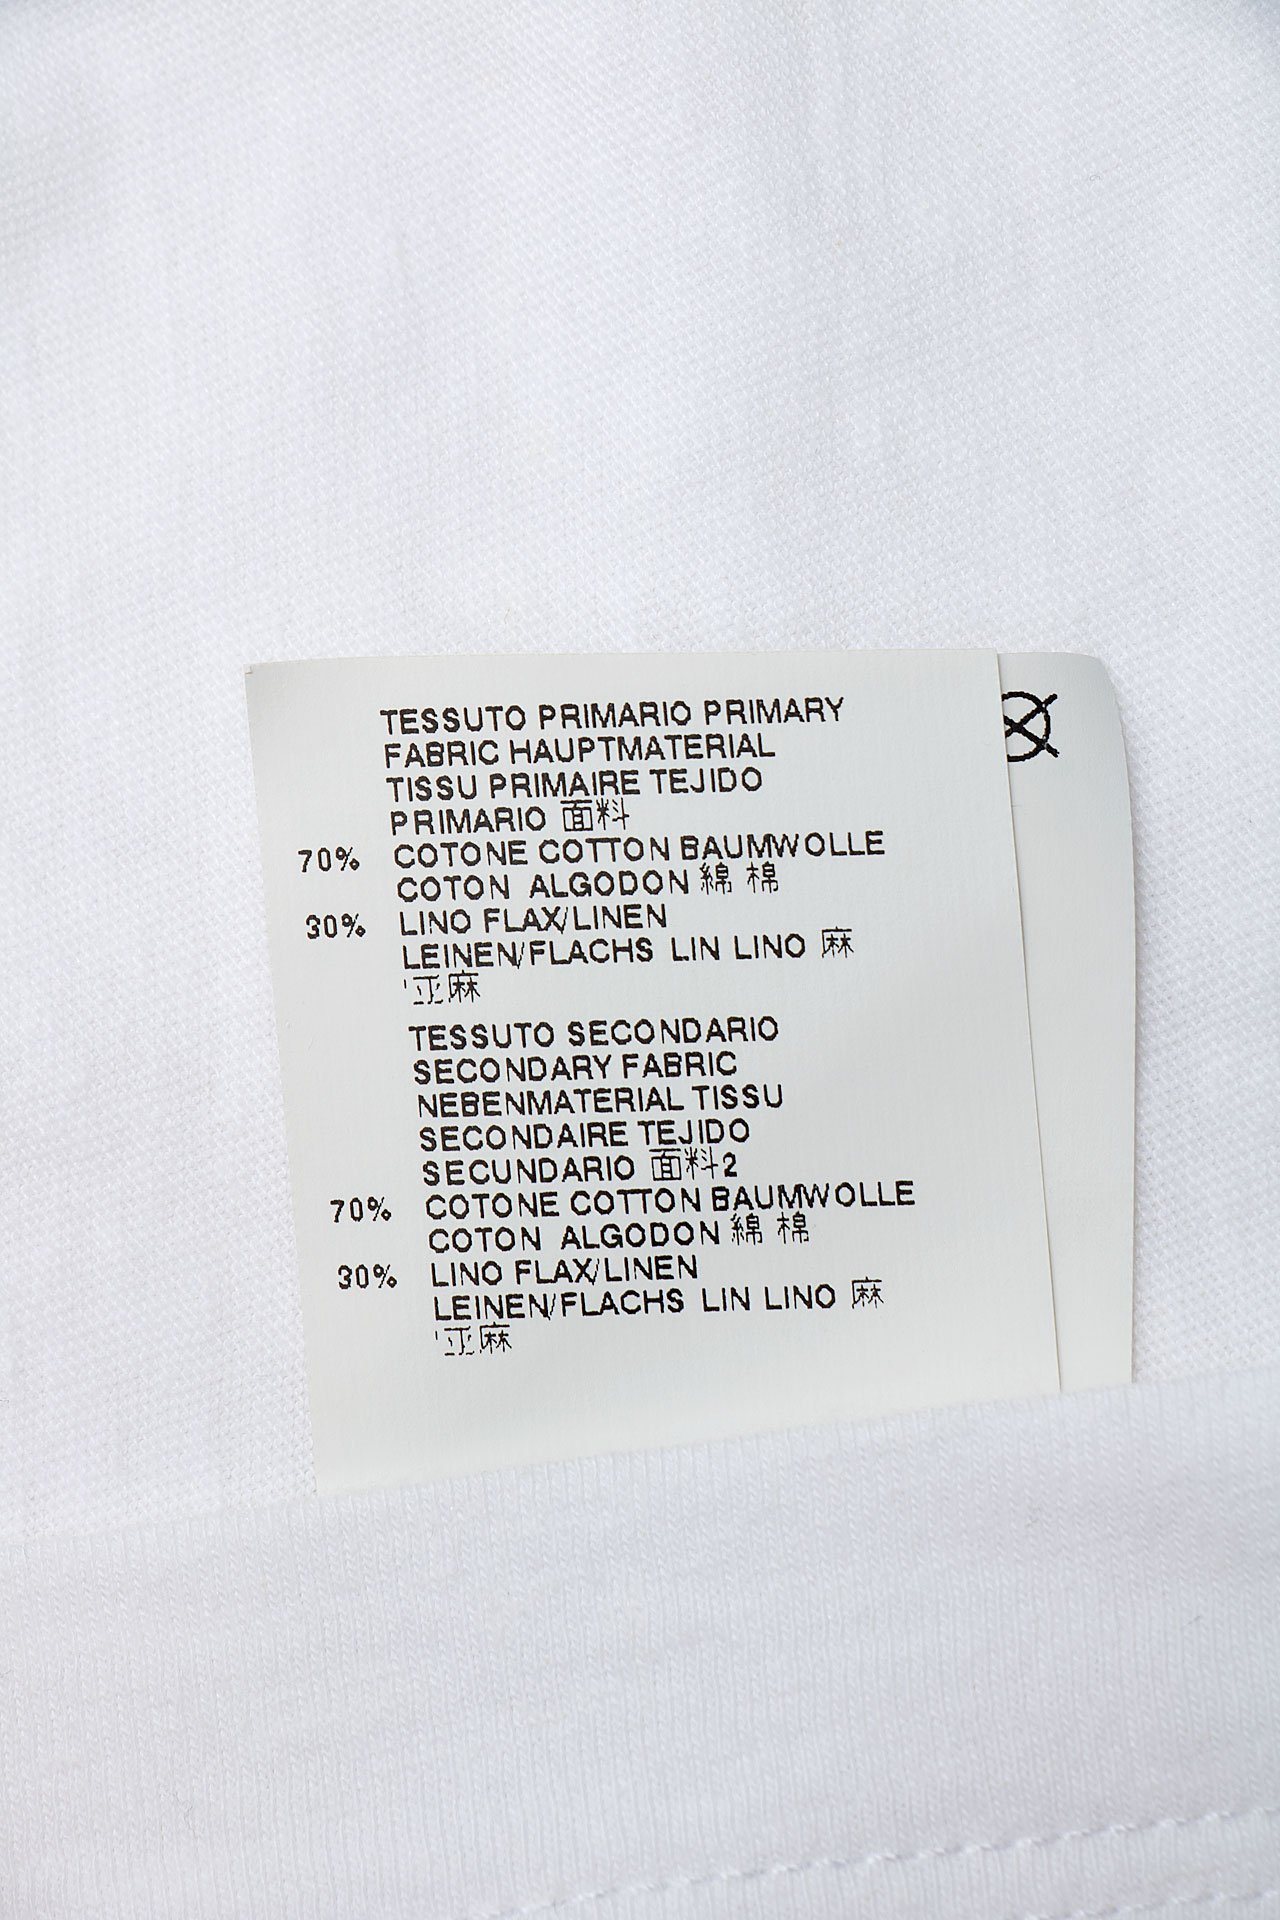 TESSUTO PRIMARIO PRIMARY
FABRIC HAUPTMATERIAL
TISSU PRIMAIRE TEJIDO
PRIMARIO 面料
70% COTONE COTTON BAUMWOLLE
COTON ALGODON 綿 棉
30% LINO FLAX/LINEN
LEINEN/FLACHS LIN LINO 麻
'亚麻
TESSUTO SECONDARIO
SECONDARY FABRIC
NEBENMATERIAL TISSU
SECONDAIRE TEJIDO
SECUNDARIO 面料2
70% COTONE COTTON BAUMWOLLE
COTON ALGODON 綿 棉
30% LINO FLAX/LINEN
LEINEN/FLACHS LIN LINO 麻
'亚麻